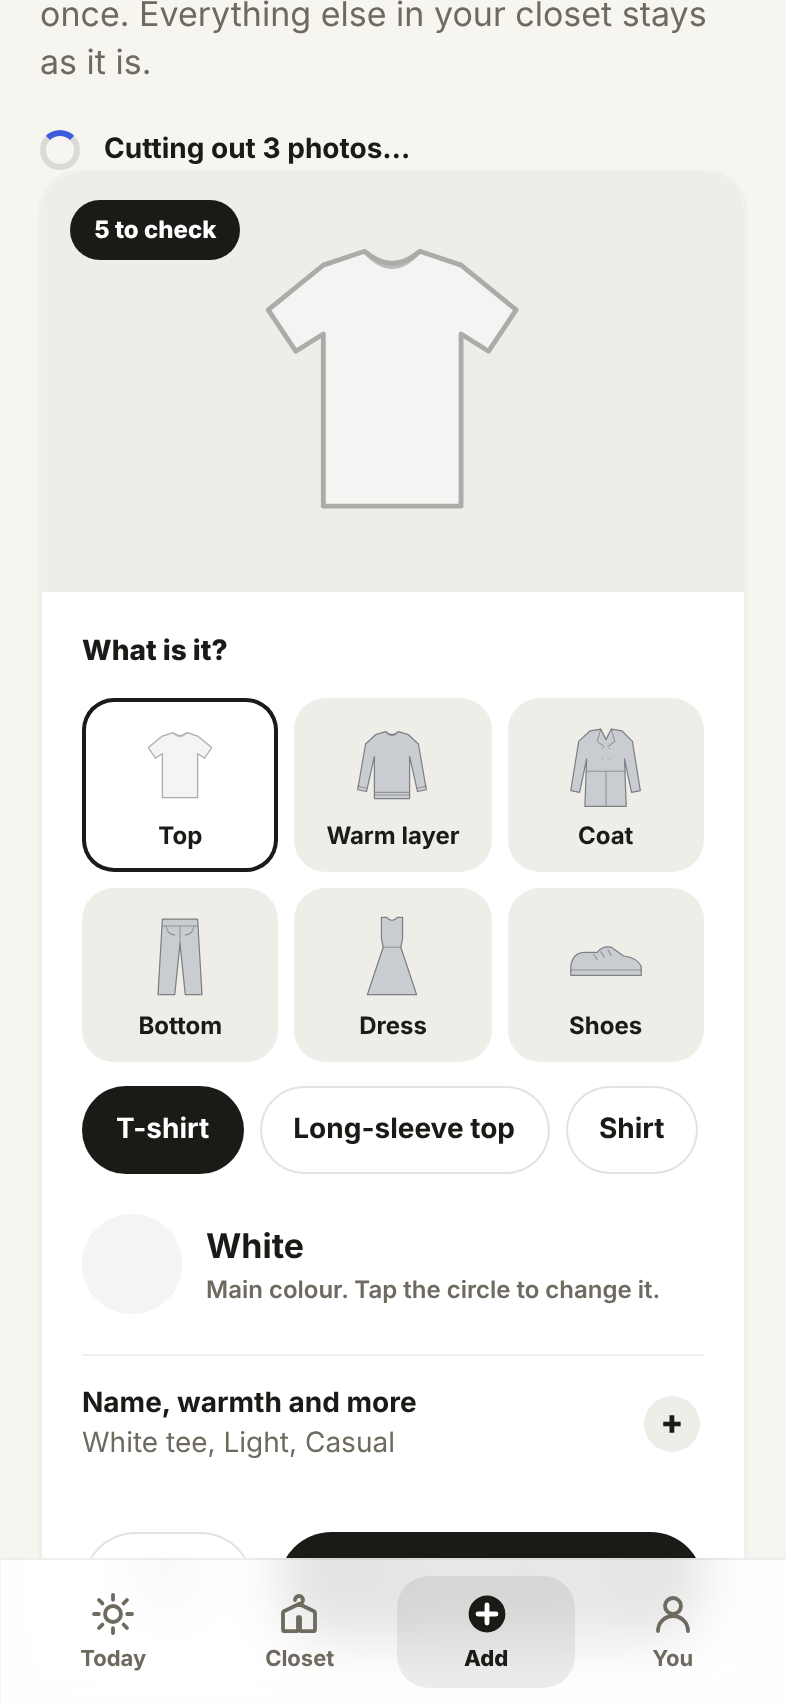 once. Everything else in your closet stays
as it is.
Cutting out 3 photos...
5 to check
What is it?
Top
Warm layer
Coat
Bottom
Dress
Shoes
T-shirt
Long-sleeve top
Shirt
White
Main colour. Tap the circle to change it.
Name, warmth and more
White tee, Light, Casual
Today
Closet
Add
You